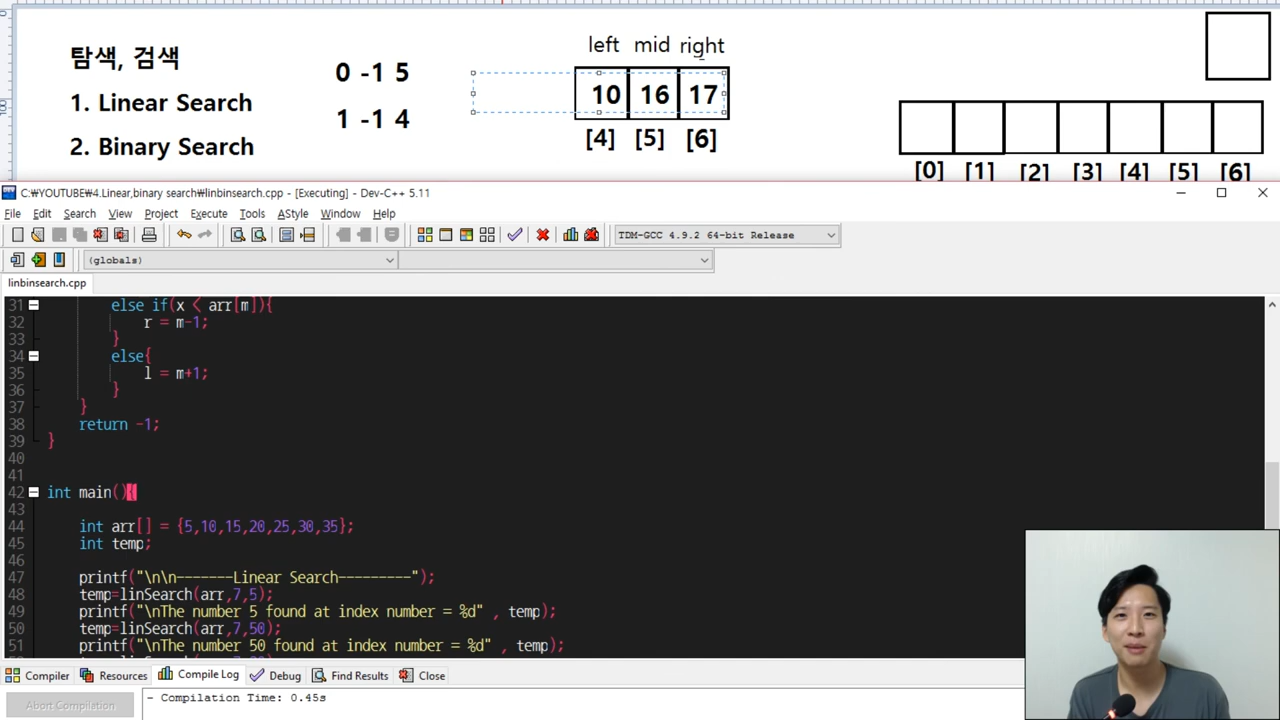 탐색, 검색
1. Linear Search
2. Binary Search
0 -1 5
1 -1 4
left mid right
10 16 17
[4] [5] [6]
[0] [1] [2] [3] [4] [5] [6]
C:₩YOUTUBE₩4.Linear,binary search₩linbinsearch.cpp - [Executing] - Dev-C++ 5.11
File Edit Search View Project Execute Tools AStyle Window Help
TDM-GCC 4.9.2 64-bit Release
(globals)
linbinsearch.cpp
31 else if(x < arr[m]){
32 r = m-1;
33 }
34 else{
35 l = m+1;
36 }
37 }
38 return -1;
39 }
40
41
42 int main(){
43
44 int arr[] = {5,10,15,20,25,30,35};
45 int temp;
46
47 printf("\n\n-------Linear Search---------");
48 temp=linSearch(arr,7,5);
49 printf("\nThe number 5 found at index number = %d" , temp);
50 temp=linSearch(arr,7,50);
51 printf("\nThe number 50 found at index number = %d" , temp);
Compiler Resources Compile Log Debug Find Results Close
Abort Compilation
- Compilation Time: 0.45s